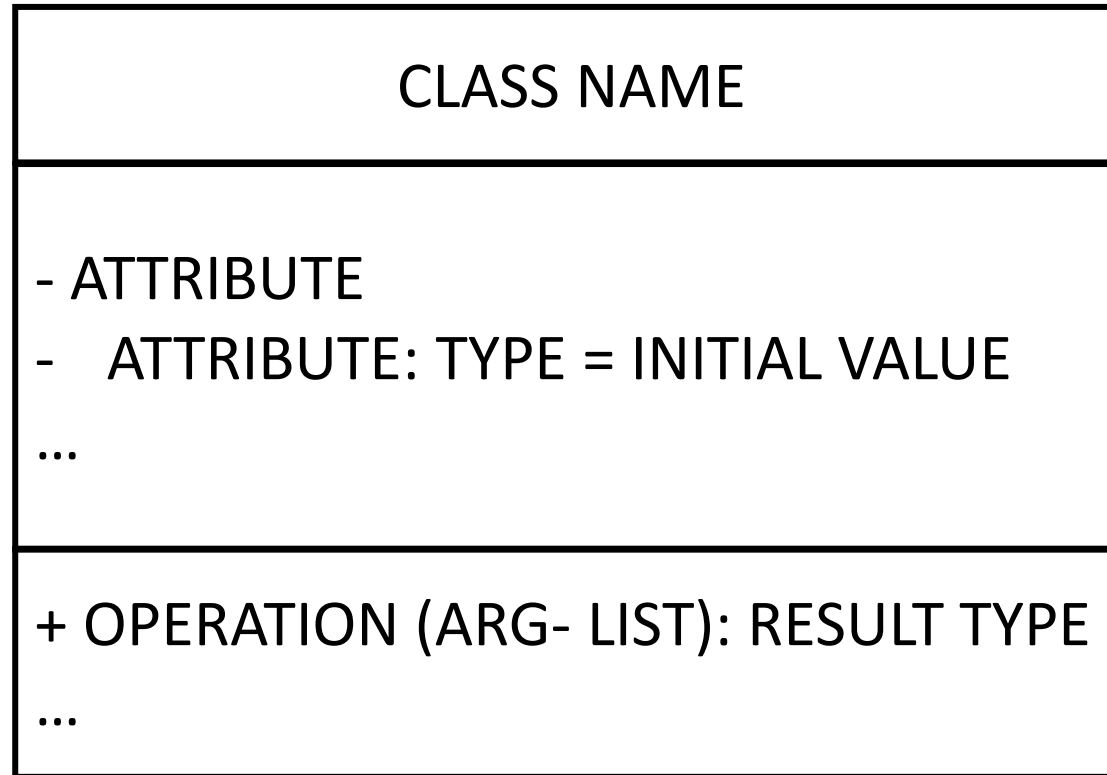 CLASS NAME
- ATTRIBUTE
- ATTRIBUTE: TYPE = INITIAL VALUE
...
+ OPERATION (ARG- LIST): RESULT TYPE
...